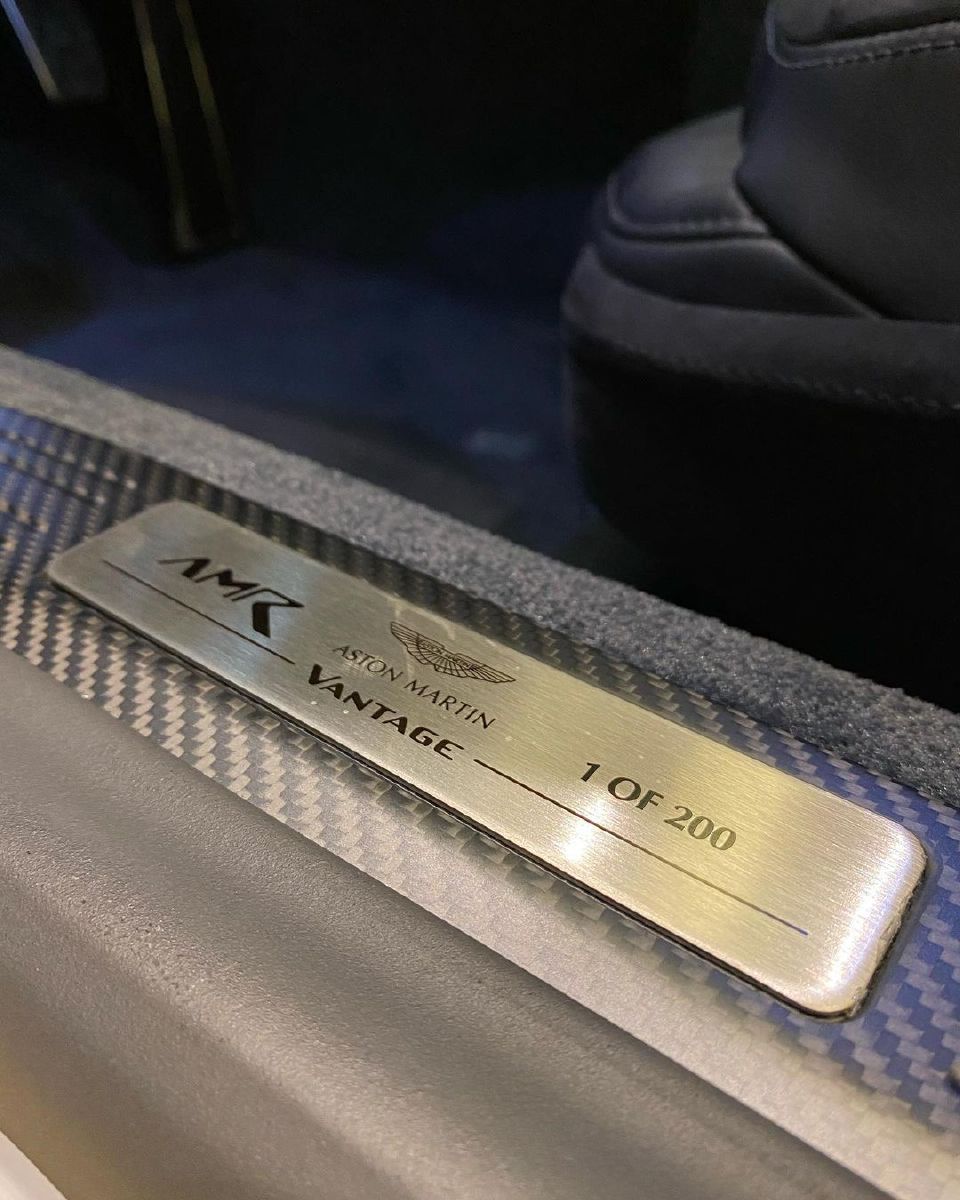 AMR
ASTON MARTIN
VANTAGE
1 OF 200